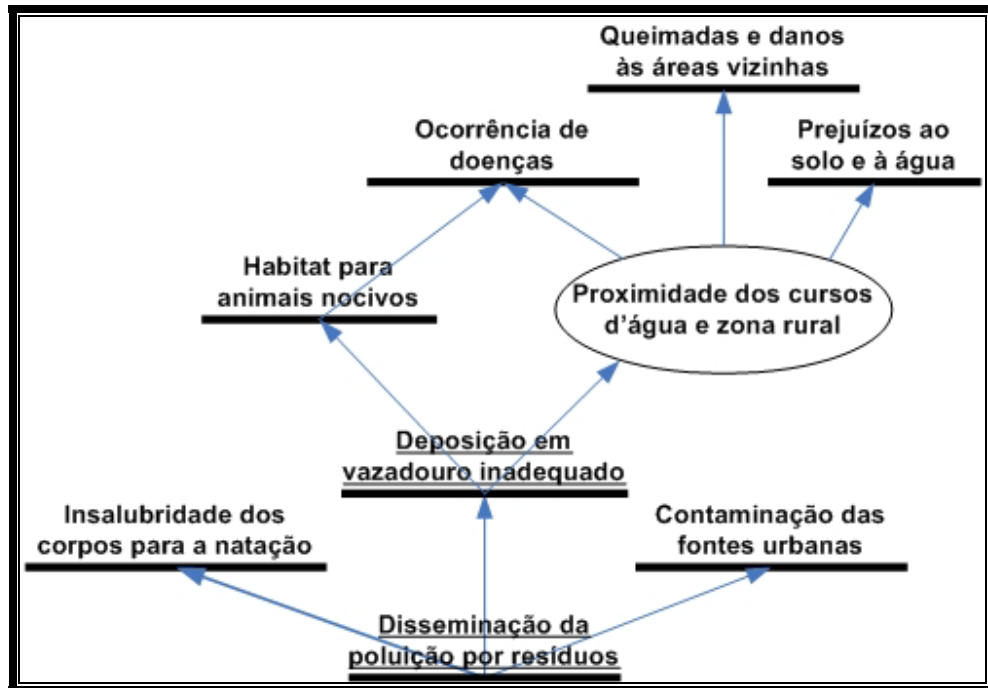 Queimadas e danos
às áreas vizinhas
Ocorrência de
doenças
Prejuízos ao
solo e à água
Habitat para
animais nocivos
Proximidade dos cursos
d'água e zona rural
Deposição em
vazadouro inadequado
Insalubridade dos
corpos para a natação
Contaminação das
fontes urbanas
Disseminação da
poluição por resíduos